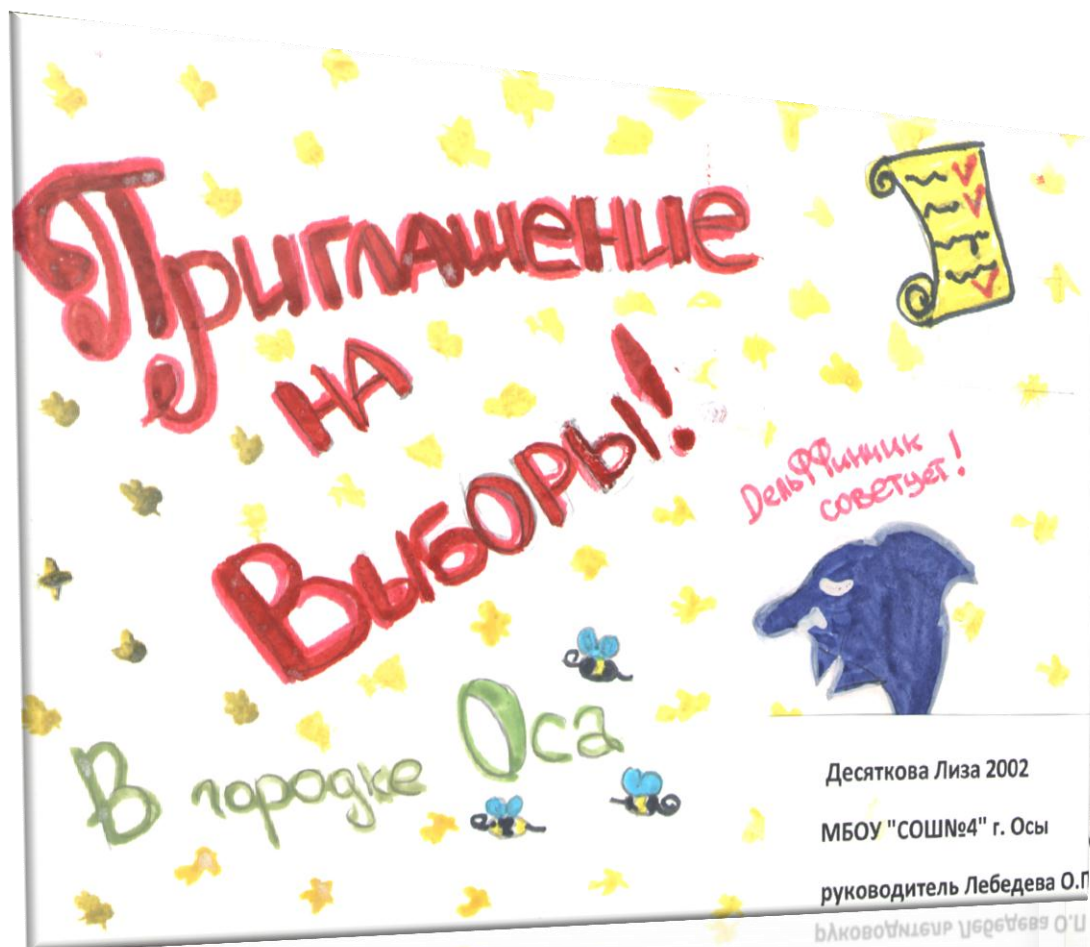 Приглашение
на
Выборы!
Дельффинчик
советует!
В городке Оса
Десяткова Лиза 2002
МБОУ "СОШ№4" г. Осы
руководитель Лебедева О.П